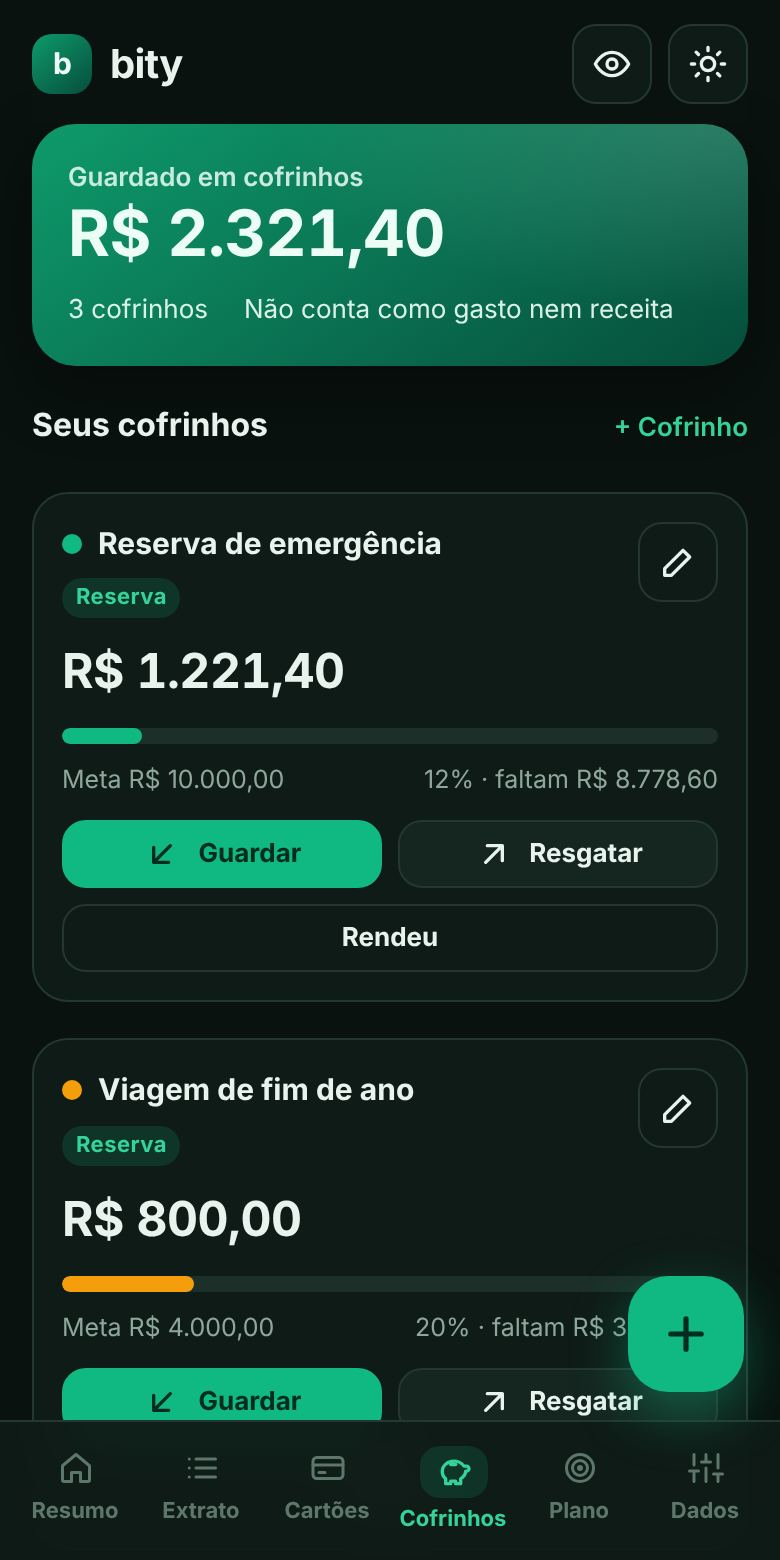 b bity
Guardado em cofrinhos
R$ 2.321,40
3 cofrinhos Não conta como gasto nem receita
Seus cofrinhos + Cofrinho
Reserva de emergência
Reserva
R$ 1.221,40
Meta R$ 10.000,00 12% · faltam R$ 8.778,60
Guardar Resgatar
Rendeu
Viagem de fim de ano
Reserva
R$ 800,00
Meta R$ 4.000,00 20% · faltam R$ 3
Guardar Resgatar
Resumo Extrato Cartões Cofrinhos Plano Dados